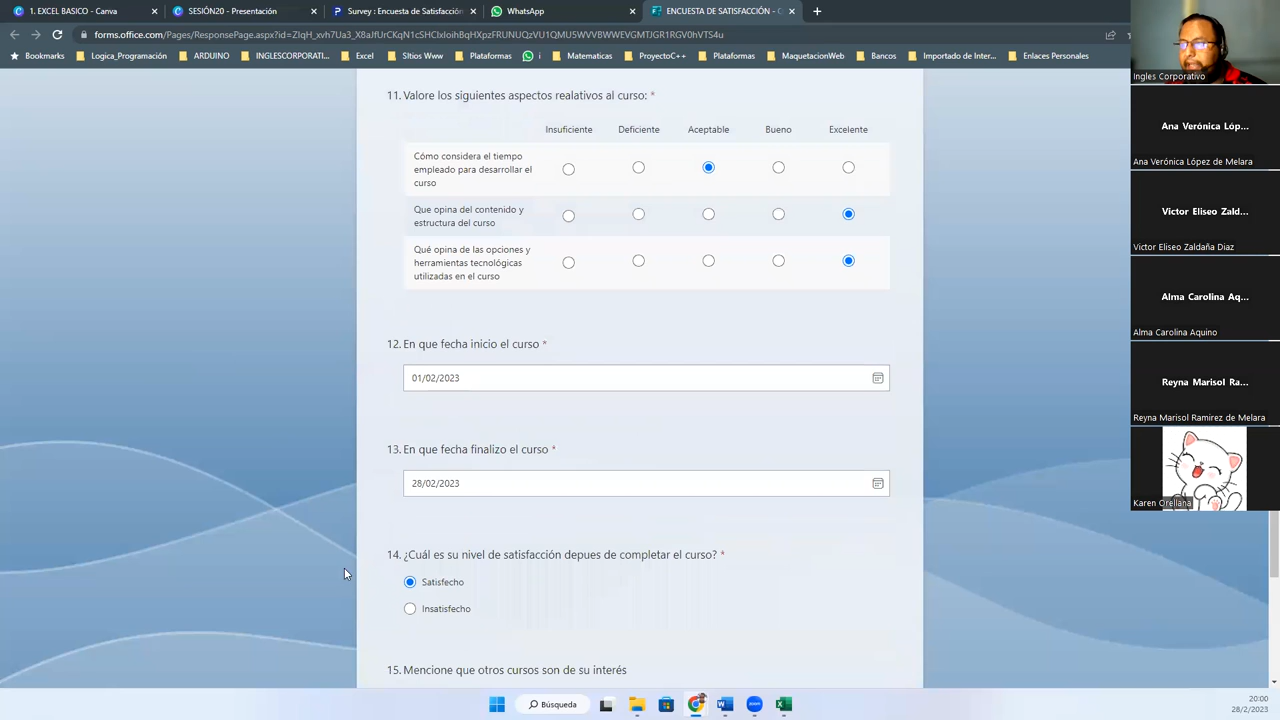 1. EXCEL BASICO - Canva
SESIÓN20 - Presentación
Survey : Encuesta de Satisfacción
WhatsApp
ENCUESTA DE SATISFACCIÓN - C
forms.office.com/Pages/ResponsePage.aspx?id=
Bookmarks
Logica_Programación
ARDUINO
INGLESCORPORATI...
Excel
SItios Www
Plataformas
i
Matematicas
ProyectoC++
Plataformas
MaquetacionWeb
Bancos
Importado de Inter...
Enlaces Personales
11. Valore los siguientes aspectos realativos al curso: *
Insuficiente Deficiente Aceptable Bueno Excelente
Cómo considera el tiempo
empleado para desarrollar el
curso
Que opina del contenido y
estructura del curso
Qué opina de las opciones y
herramientas tecnológicas
utilizadas en el curso
12. En que fecha inicio el curso *
01/02/2023
13. En que fecha finalizo el curso *
28/02/2023
14. ¿Cuál es su nivel de satisfacción depues de completar el curso? *
Satisfecho
Insatisfecho
15. Mencione que otros cursos son de su interés
Ingles Corporativo
Ana Verónica Lóp...
Ana Verónica López de Melara
Victor Eliseo Zald...
Victor Eliseo Zaldaña Diaz
Alma Carolina Aq...
Alma Carolina Aquino
Reyna Marisol Ra...
Reyna Marisol Ramirez de Melara
Karen Orellana
Búsqueda
20:00
28/2/2023